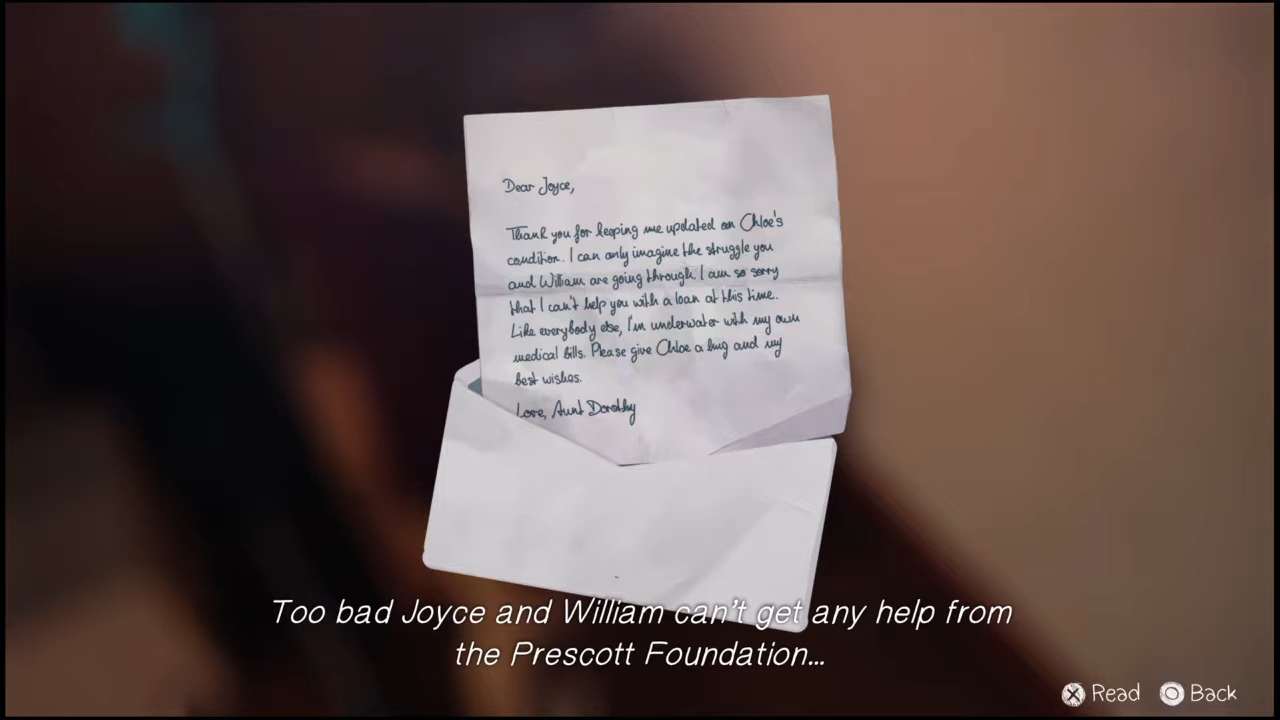 Dear Joyce,
Thank you for keeping me updated on Chloe's
condition. I can only imagine the struggle you
and William are going through. I am so sorry
that I can't help you with a loan at this time.
Like everybody else, I'm underwater with my own
medical bills. Please give Chloe a hug and my
best wishes.
Love, Aunt Dorothy
Too bad Joyce and William can't get any help from
the Prescott Foundation...
Read Back